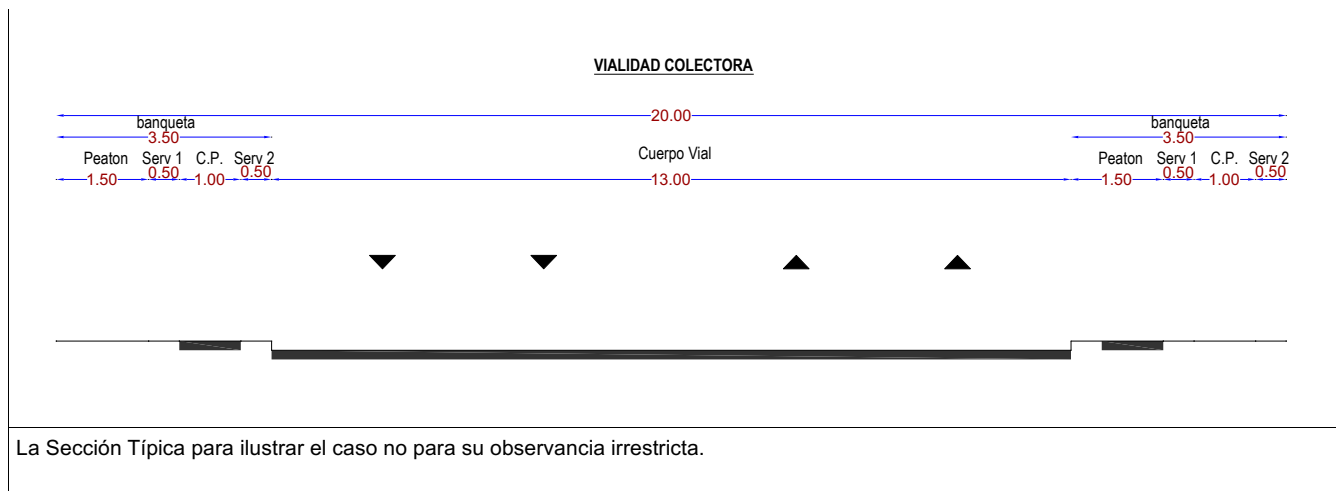 VIALIDAD COLECTORA
20.00
banqueta banqueta
3.50 3.50
Peaton Serv 1 C.P. Serv 2 Cuerpo Vial Peaton Serv 1 C.P. Serv 2
1.50 0.50 1.00 0.50 13.00 1.50 0.50 1.00 0.50
La Sección Típica para ilustrar el caso no para su observancia irrestricta.